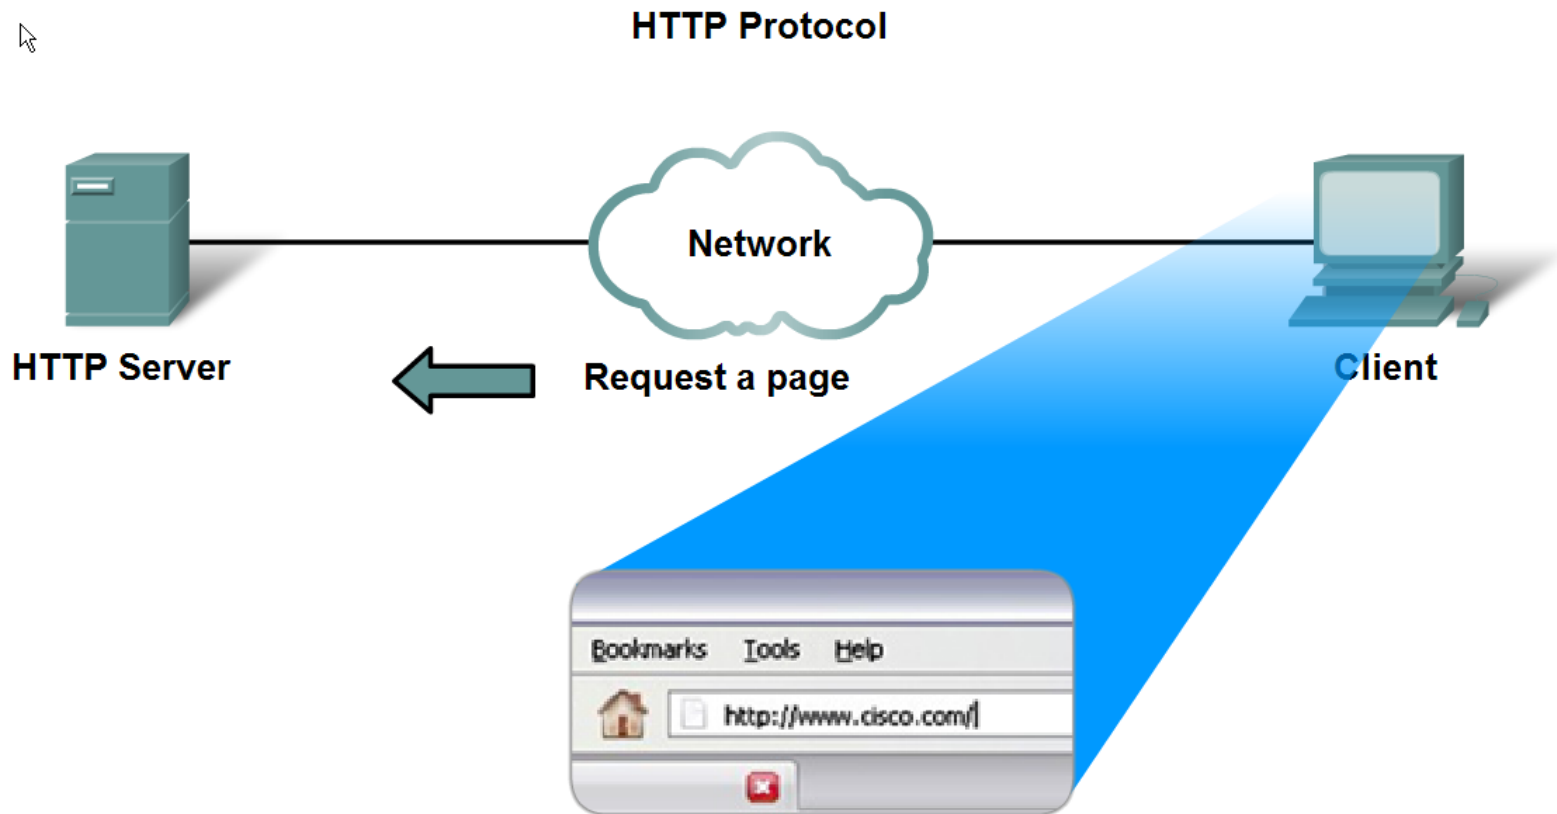 HTTP Protocol
Network
HTTP Server
Request a page
Client
Bookmarks Tools Help
http://www.cisco.com/